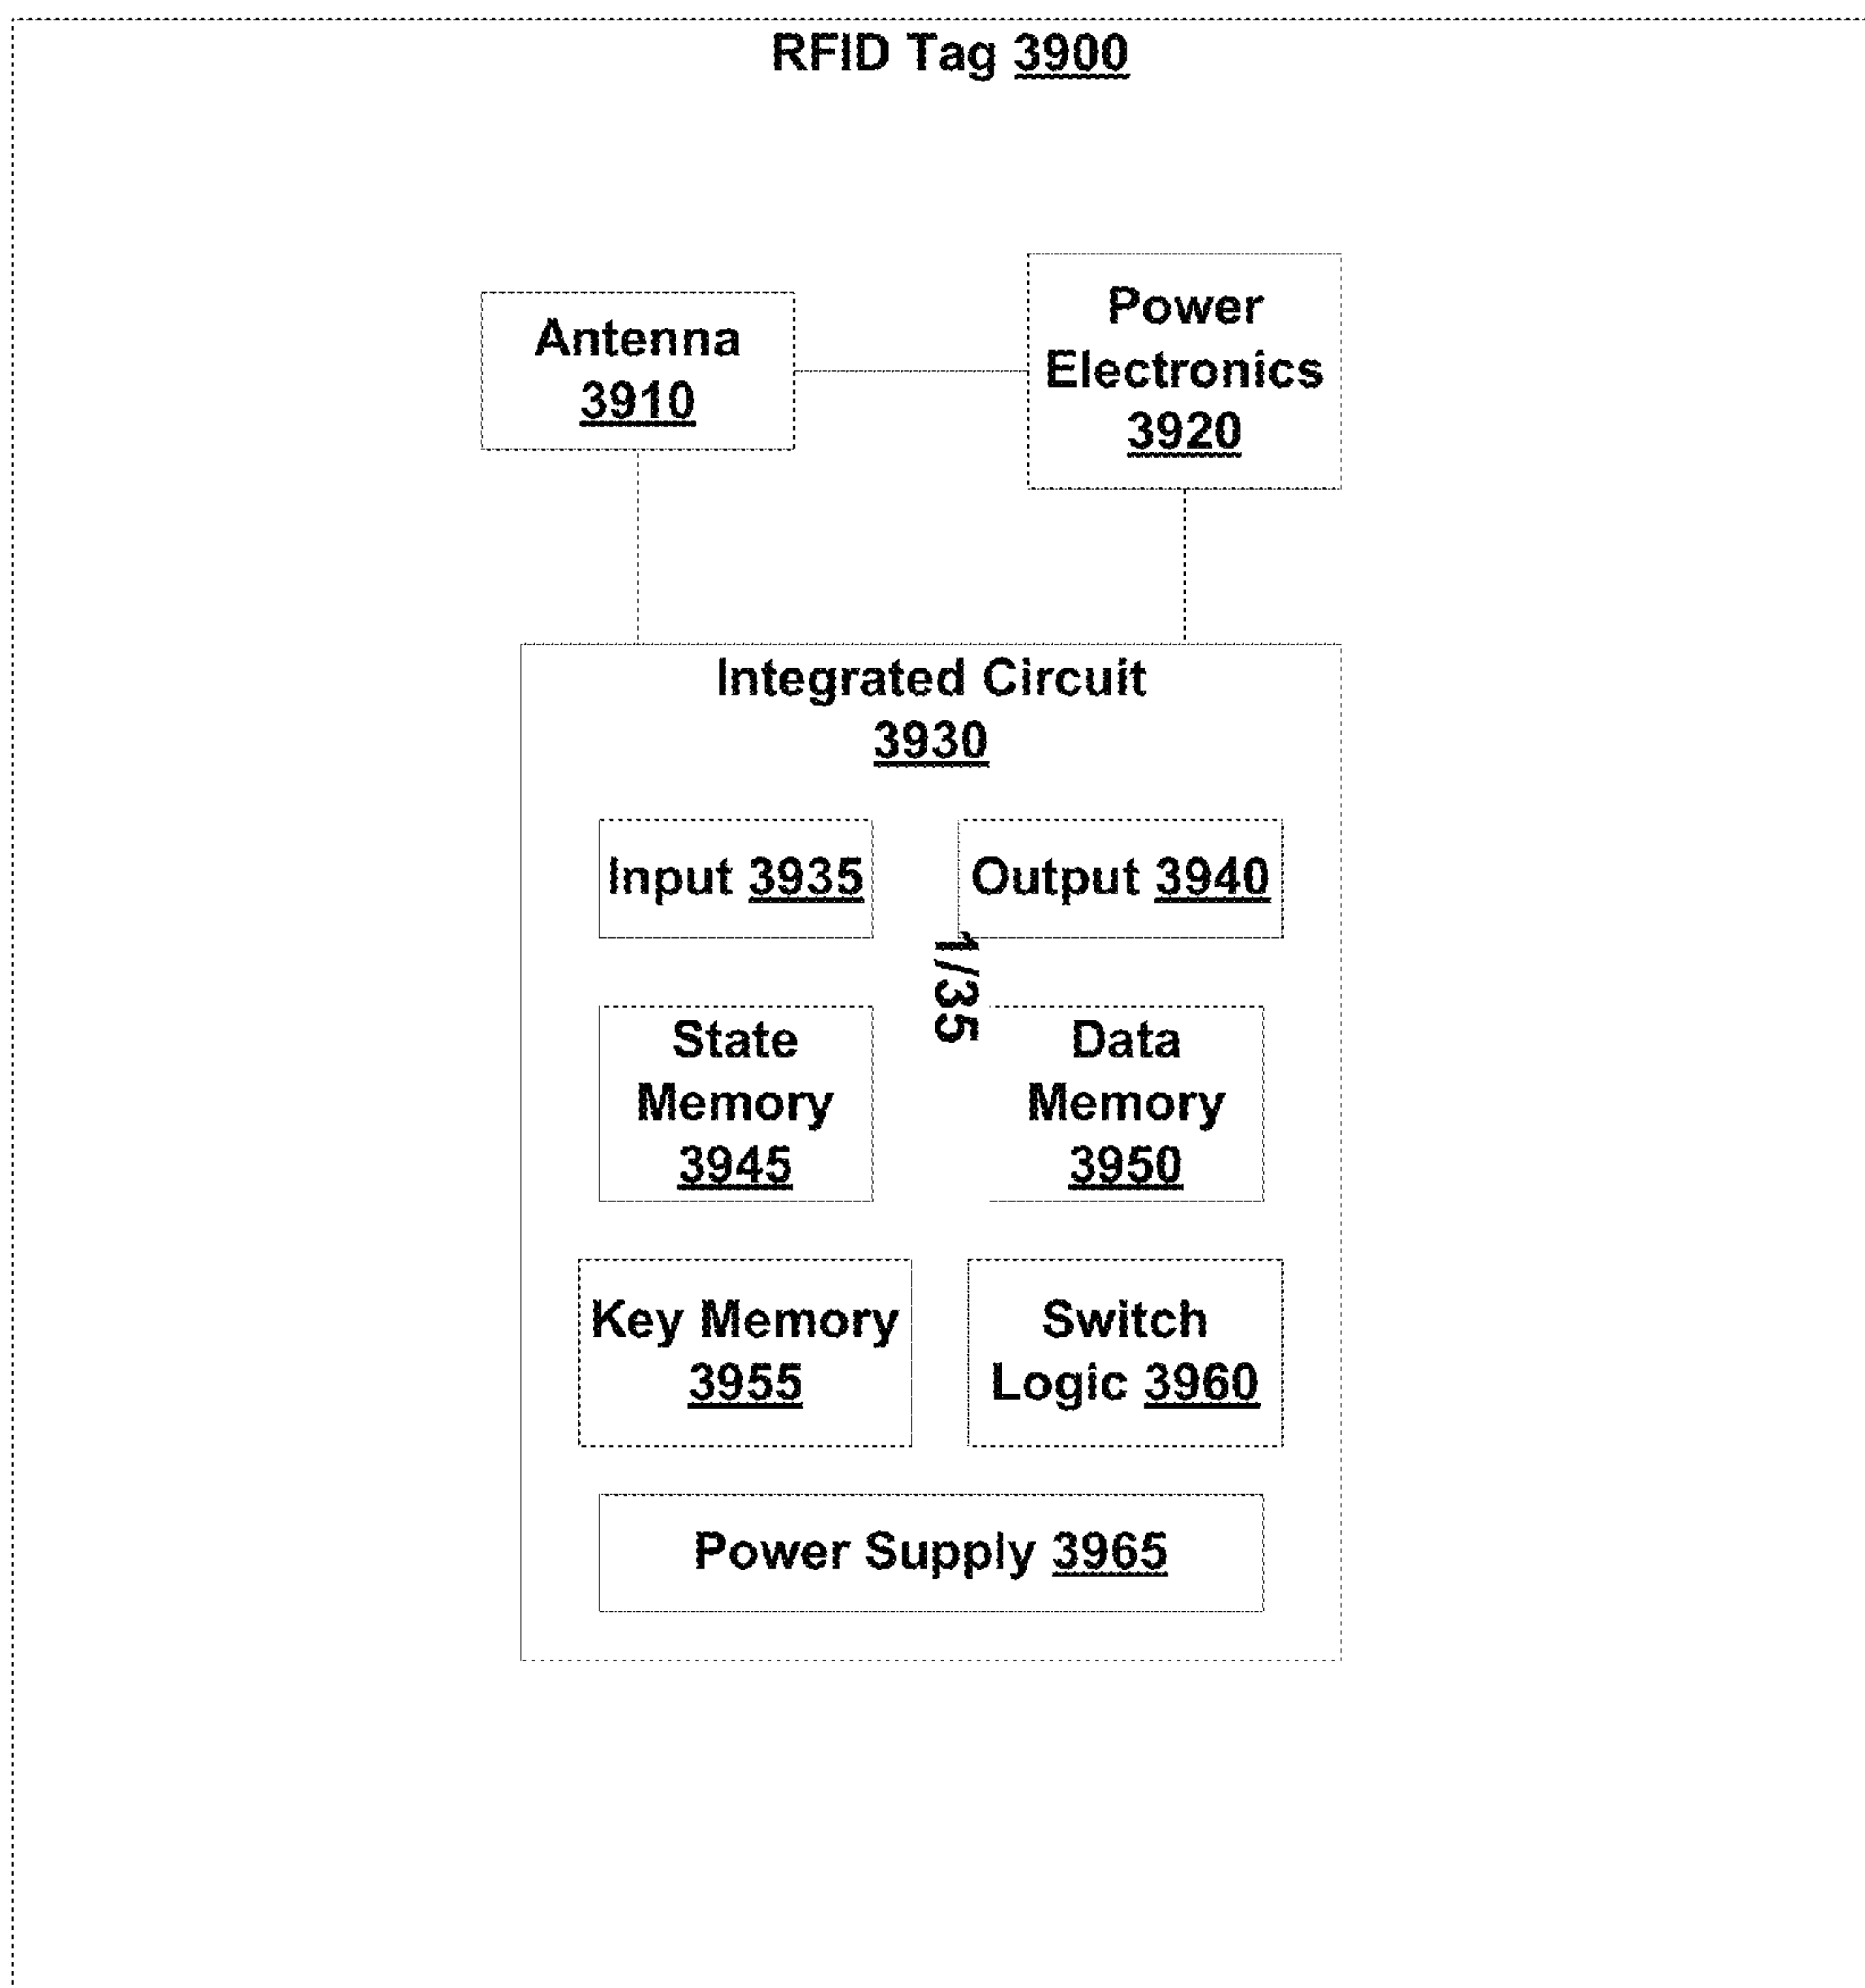 RFID Tag 3900
Antenna
3910
Power
Electronics
3920
Integrated Circuit
3930
Input 3935
Output 3940
1/35
State
Memory
3945
Data
Memory
3950
Key Memory
3955
Switch
Logic 3960
Power Supply 3965